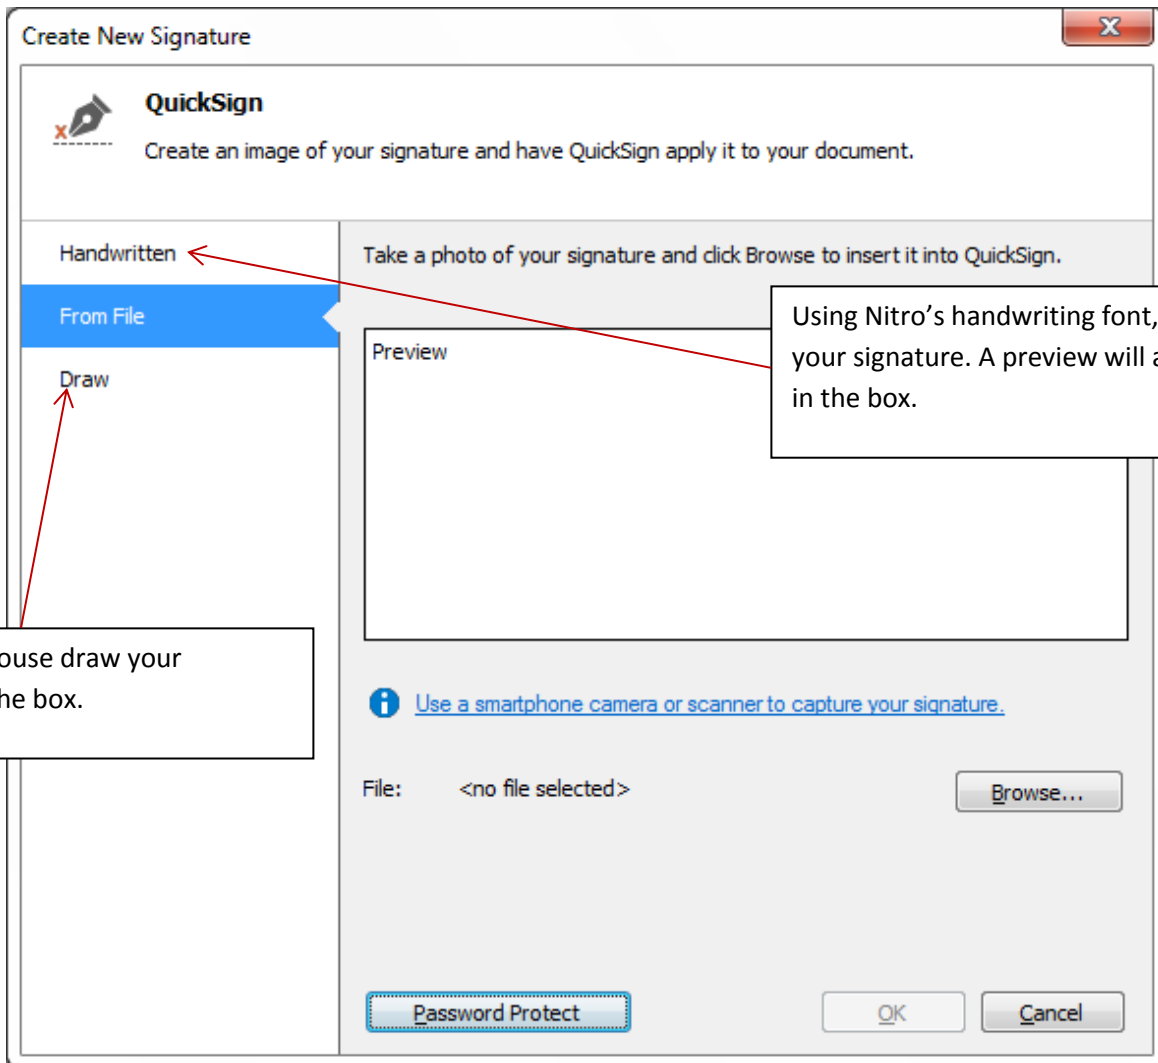 Create New Signature
QuickSign
Create an image of your signature and have QuickSign apply it to your document.
Handwritten
From File
Draw
Take a photo of your signature and click Browse to insert it into QuickSign.
Preview
Using Nitro’s handwriting font,
your signature. A preview will
in the box.
draw your
box.
Use a smartphone camera or scanner to capture your signature.
File: <no file selected>
Browse...
Password Protect
OK
Cancel